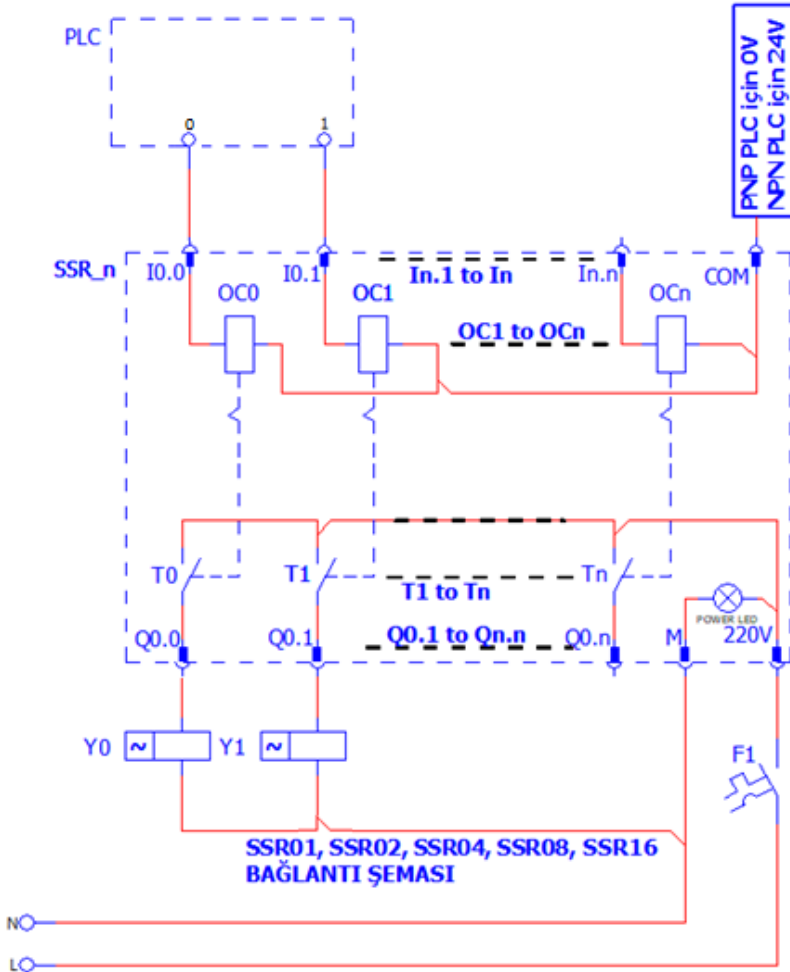 PLC
0
1
PNP PLC için 0V
NPN PLC için 24V
SSR_n
I0.0
I0.1
In.1 to In
In.n
COM
OC0
OC1
OCn
OC1 to OCn
T0
T1
Tn
T1 to Tn
POWER LED
Q0.0
Q0.1
Q0.1 to Qn.n
Q0.n
M
220V
Y0
~
Y1
~
F1
SSR01, SSR02, SSR04, SSR08, SSR16
BAĞLANTI ŞEMASI
N
L